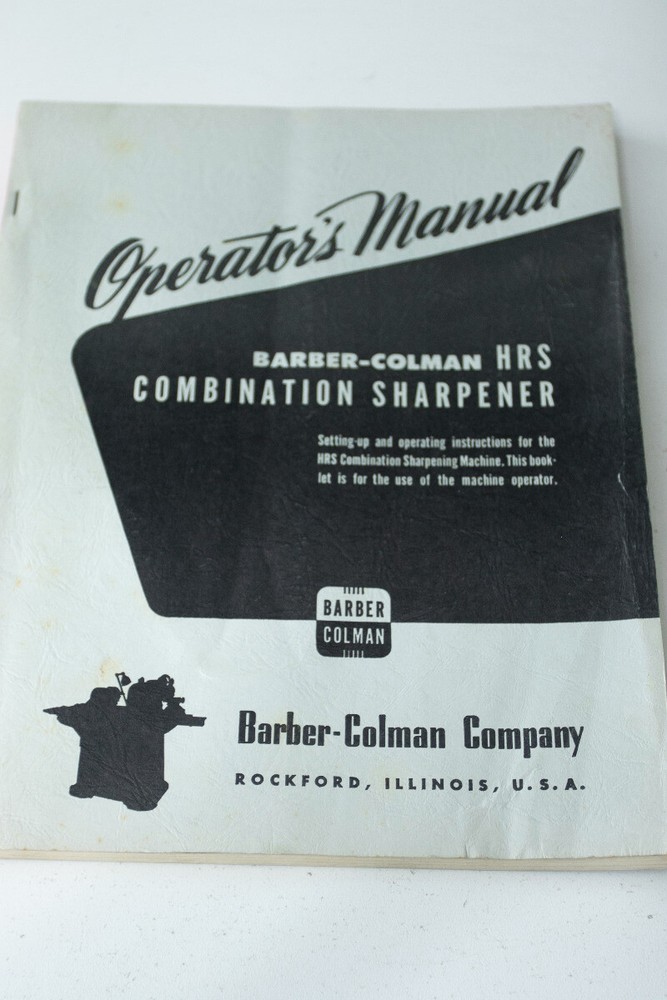 Operator's Manual
BARBER-COLMAN HRS
COMBINATION SHARPENER
Setting-up and operating instructions for the
HRS Combination Sharpening Machine. This book-
let is for the use of the machine operator.
BARBER
COLMAN
Barber-Colman Company
ROCKFORD, ILLINOIS, U.S.A.